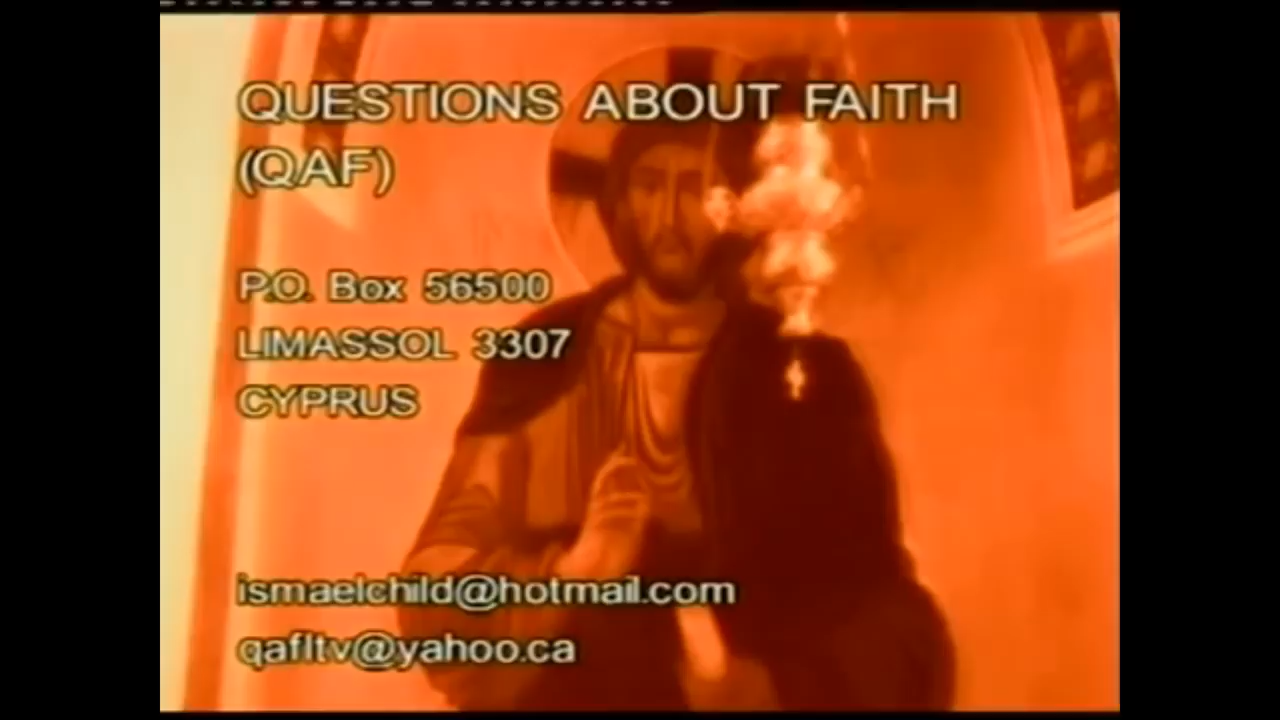 QUESTIONS ABOUT FAITH
(QAF)
P.O. Box 56500
LIMASSOL 3307
CYPRUS
ismaelchild@hotmail.com
qafltv@yahoo.ca